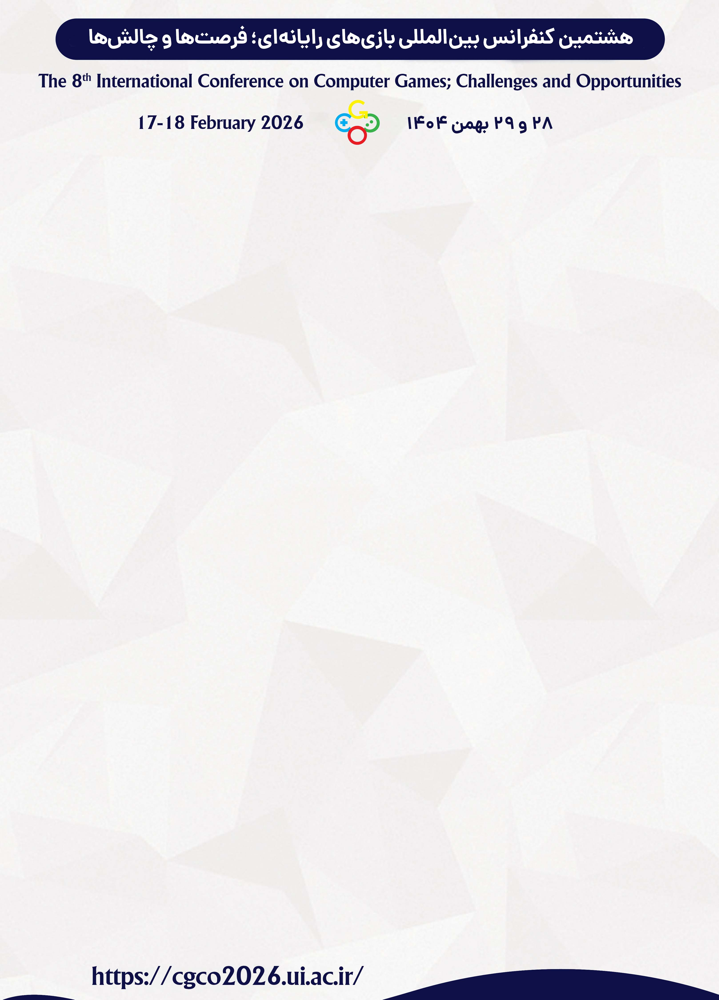 هشتمین کنفرانس بین‌المللی بازی‌های رایانه‌ای؛ فرصت‌ها و چالش‌ها
The 8th International Conference on Computer Games; Challenges and Opportunities
17-18 February 2026
۲۸ و ۲۹ بهمن ۱۴۰۴
https://cgco2026.ui.ac.ir/